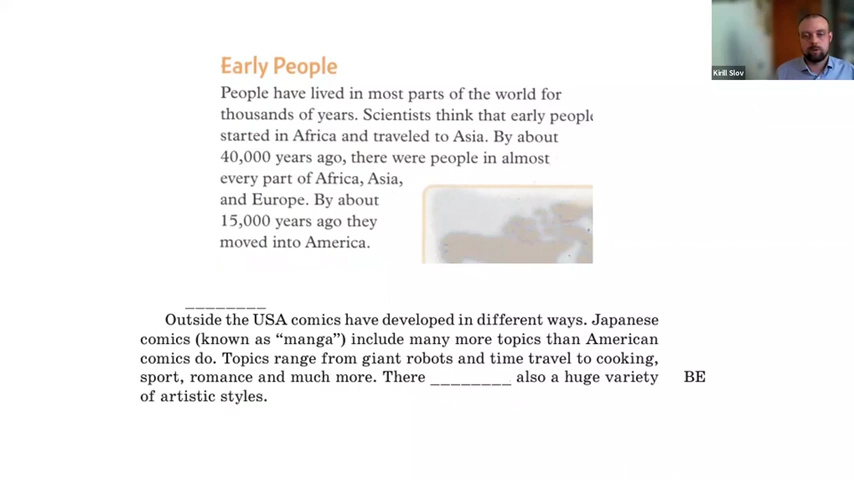 Kirill Slov
Early People
People have lived in most parts of the world for
thousands of years. Scientists think that early people
started in Africa and traveled to Asia. By about
40,000 years ago, there were people in almost
every part of Africa, Asia,
and Europe. By about
15,000 years ago they
moved into America.
________
Outside the USA comics have developed in different ways. Japanese
comics (known as “manga”) include many more topics than American
comics do. Topics range from giant robots and time travel to cooking,
sport, romance and much more. There ________ also a huge variety BE
of artistic styles.